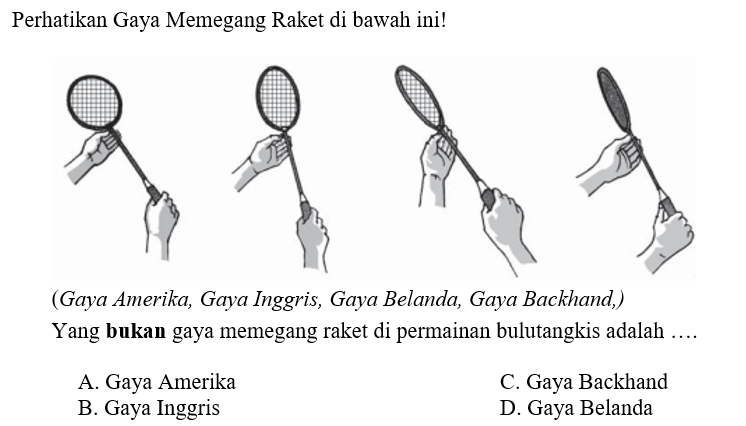 Perhatikan Gaya Memegang Raket di bawah ini!
(Gaya Amerika, Gaya Inggris, Gaya Belanda, Gaya Backhand,)
Yang bukan gaya memegang raket di permainan bulutangkis adalah ….
A. Gaya Amerika
B. Gaya Inggris
C. Gaya Backhand
D. Gaya Belanda